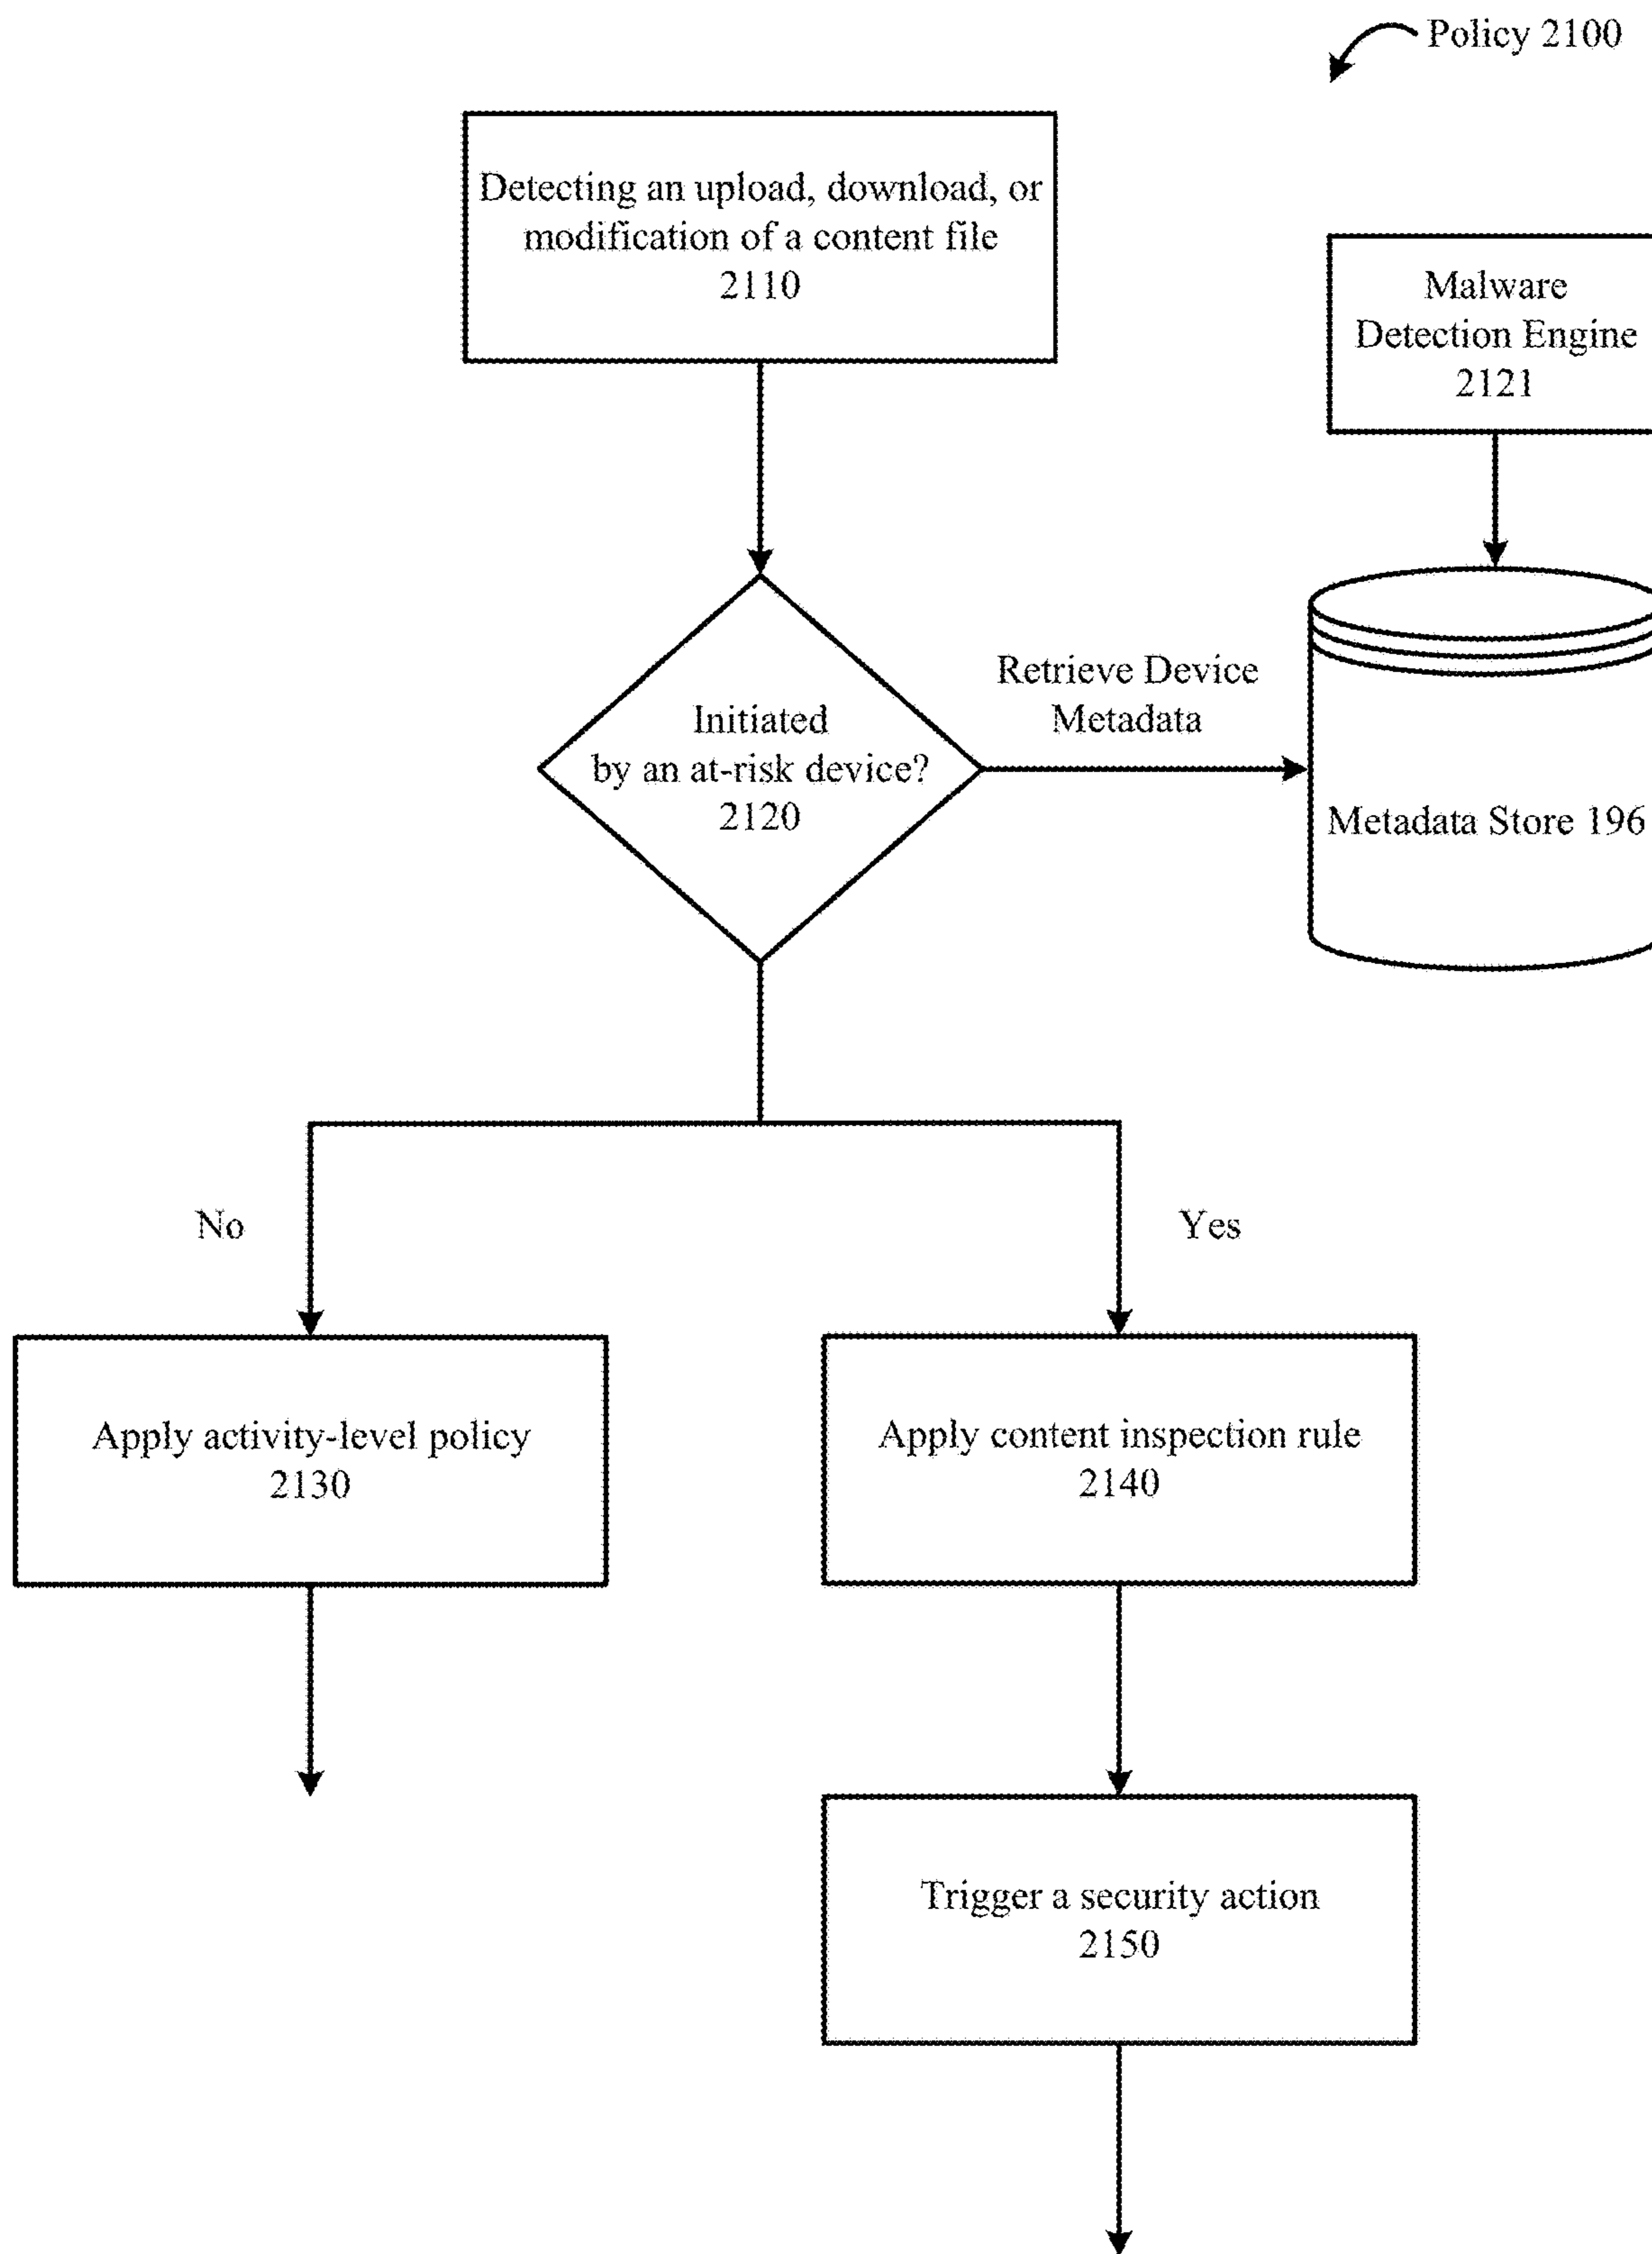 Policy 2100
Detecting an upload, download, or
modification of a content file
2110
Malware
Detection Engine
2121
Retrieve Device
Metadata
Initiated
by an at-risk device?
2120
Metadata Store 196
No
Yes
Apply activity-level policy
2130
Apply content inspection rule
2140
Trigger a security action
2150